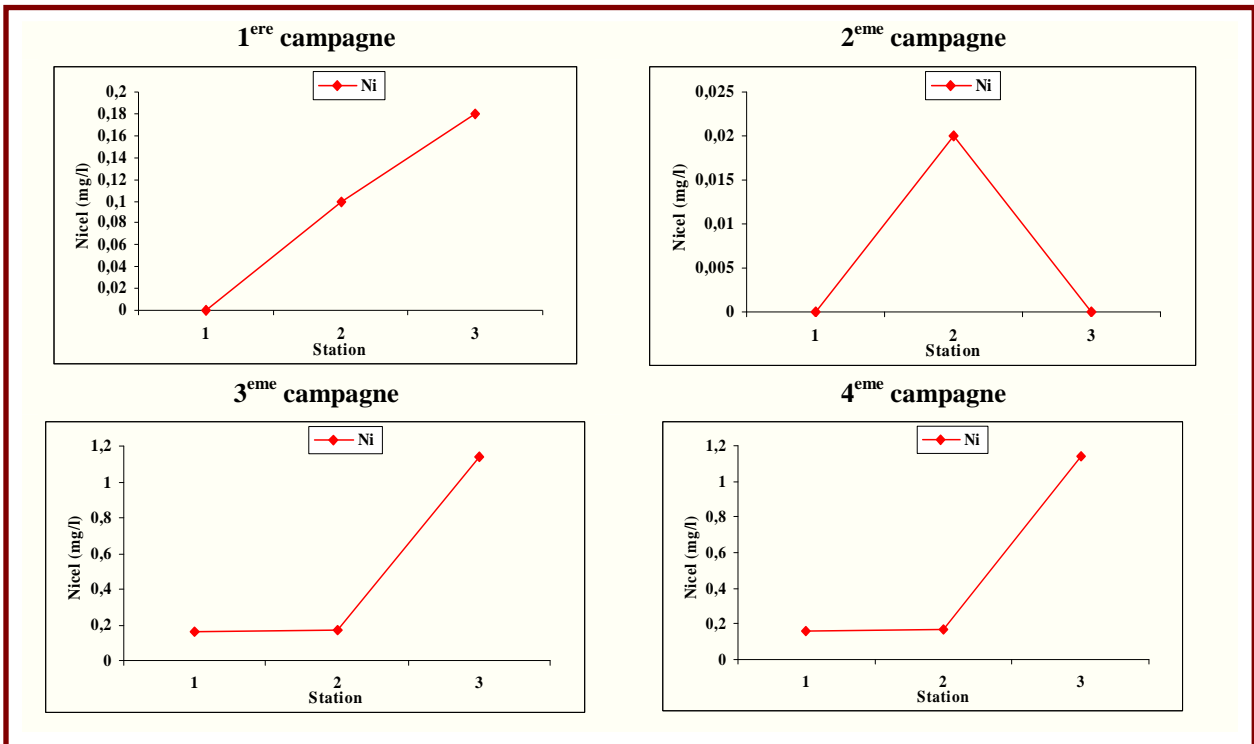 1ere campagne
2eme campagne
Ni
0,2
0,18
0,16
0,14
0,12
0,1
0,08
0,06
0,04
0,02
0
Nicel (mg/l)
1 2 3
Station
Ni
0,025
0,02
0,015
0,01
0,005
0
Nicel (mg/l)
1 2 3
Station
3eme campagne
4eme campagne
Ni
1,2
1
0,8
0,6
0,4
0,2
0
Nicel (mg/l)
1 2 3
Station
Ni
1,2
1
0,8
0,6
0,4
0,2
0
Nicel (mg/l)
1 2 3
Station